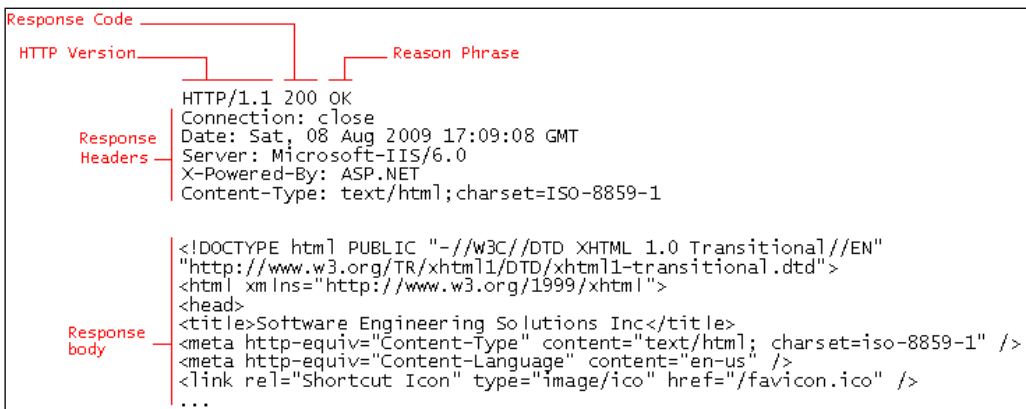 Response Code
HTTP Version
Reason Phrase
HTTP/1.1 200 OK
Response Headers
Connection: close
Date: Sat, 08 Aug 2009 17:09:08 GMT
Server: Microsoft-IIS/6.0
X-Powered-By: ASP.NET
Content-Type: text/html;charset=ISO-8859-1
Response body
<!DOCTYPE html PUBLIC "-//W3C//DTD XHTML 1.0 Transitional//EN"
"http://www.w3.org/TR/xhtml1/DTD/xhtml1-transitional.dtd">
<html xmlns="http://www.w3.org/1999/xhtml">
<head>
<title>Software Engineering Solutions Inc</title>
<meta http-equiv="Content-Type" content="text/html; charset=iso-8859-1" />
<meta http-equiv="Content-Language" content="en-us" />
<link rel="Shortcut Icon" type="image/ico" href="/favicon.ico" />
...